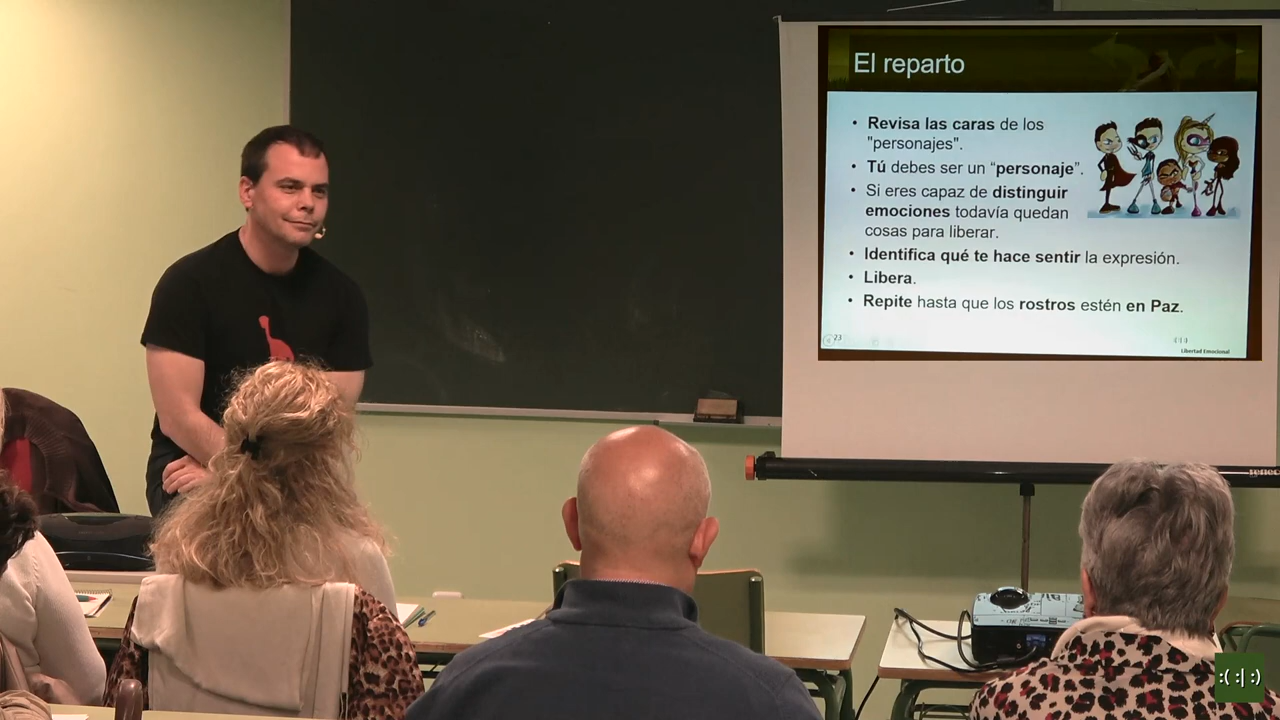 El reparto
• Revisa las caras de los
"personajes".
• Tú debes ser un “personaje”.
• Si eres capaz de distinguir
emociones todavía quedan
cosas para liberar.
• Identifica qué te hace sentir la expresión.
• Libera.
• Repite hasta que los rostros estén en Paz.
23
Libertad Emocional
:( :| :)